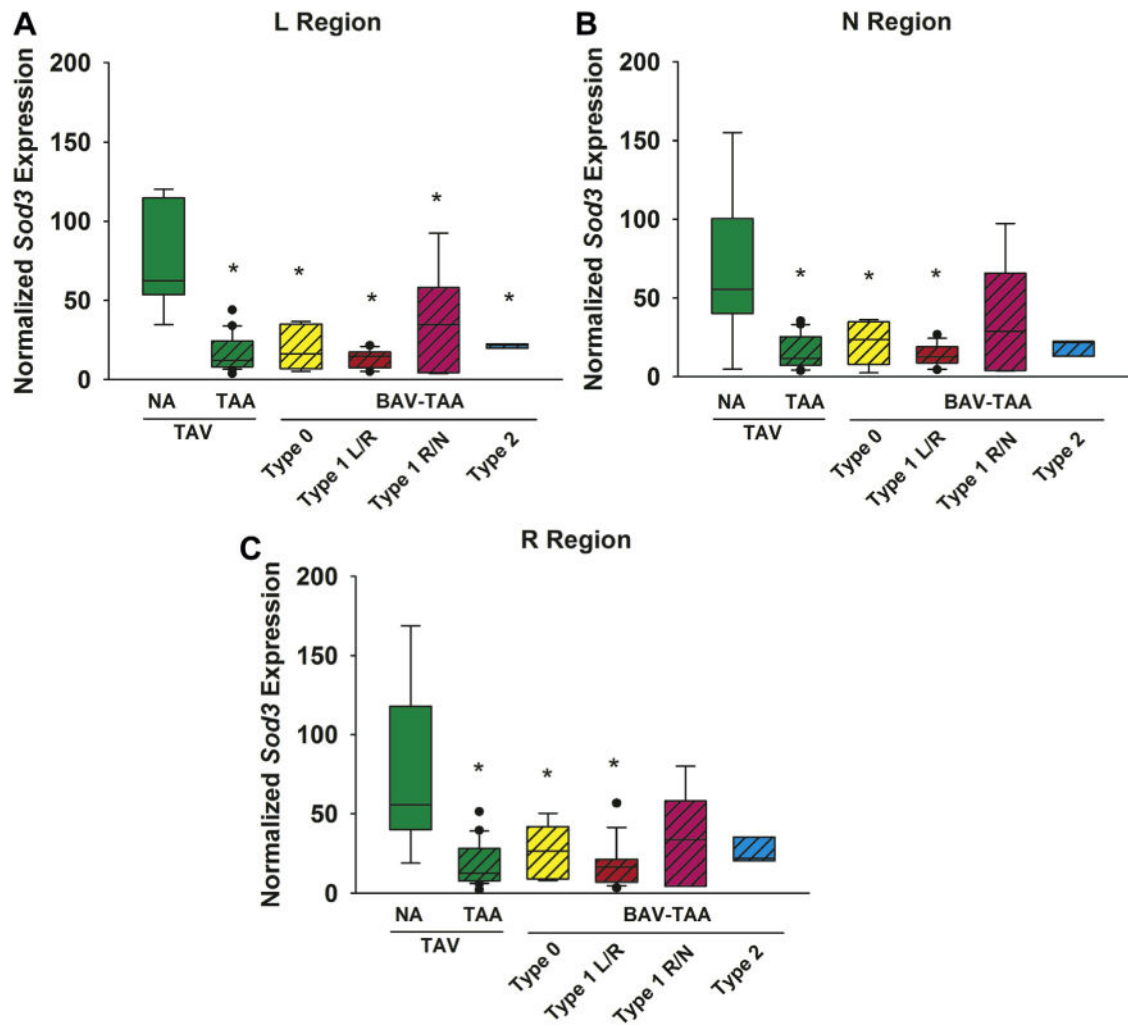 A
L Region
Normalized Sod3 Expression
200
150
100
50
0
*
*
*
*
*
NA TAA BAV-TAA
TAV
Type 0
Type 1 L/R
Type 1 R/N
Type 2
B
N Region
Normalized Sod3 Expression
200
150
100
50
0
*
*
*
NA TAA BAV-TAA
TAV
Type 0
Type 1 L/R
Type 1 R/N
Type 2
C
R Region
Normalized Sod3 Expression
200
150
100
50
0
*
*
*
NA TAA BAV-TAA
TAV
Type 0
Type 1 L/R
Type 1 R/N
Type 2